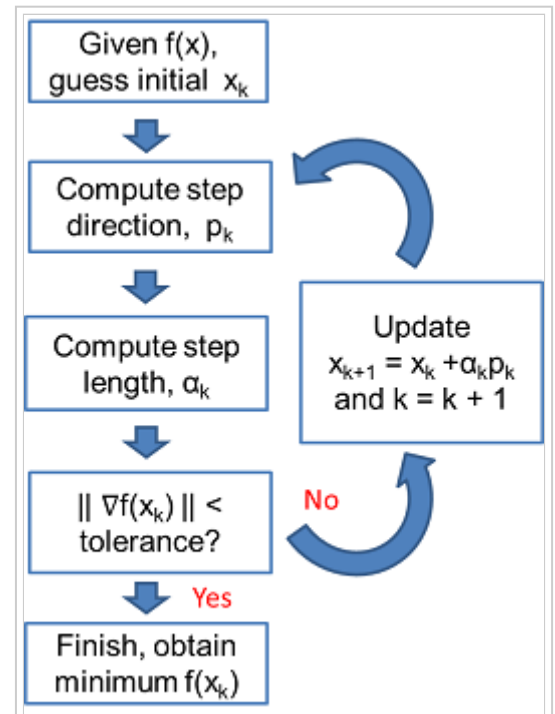 Given f(x),
guess initial xₖ
Compute step
direction, pₖ
Compute step
length, αₖ
|| ∇f(xₖ) || <
tolerance?
No
Update
xₖ₊₁ = xₖ +αₖpₖ
and k = k + 1
Yes
Finish, obtain
minimum f(xₖ)